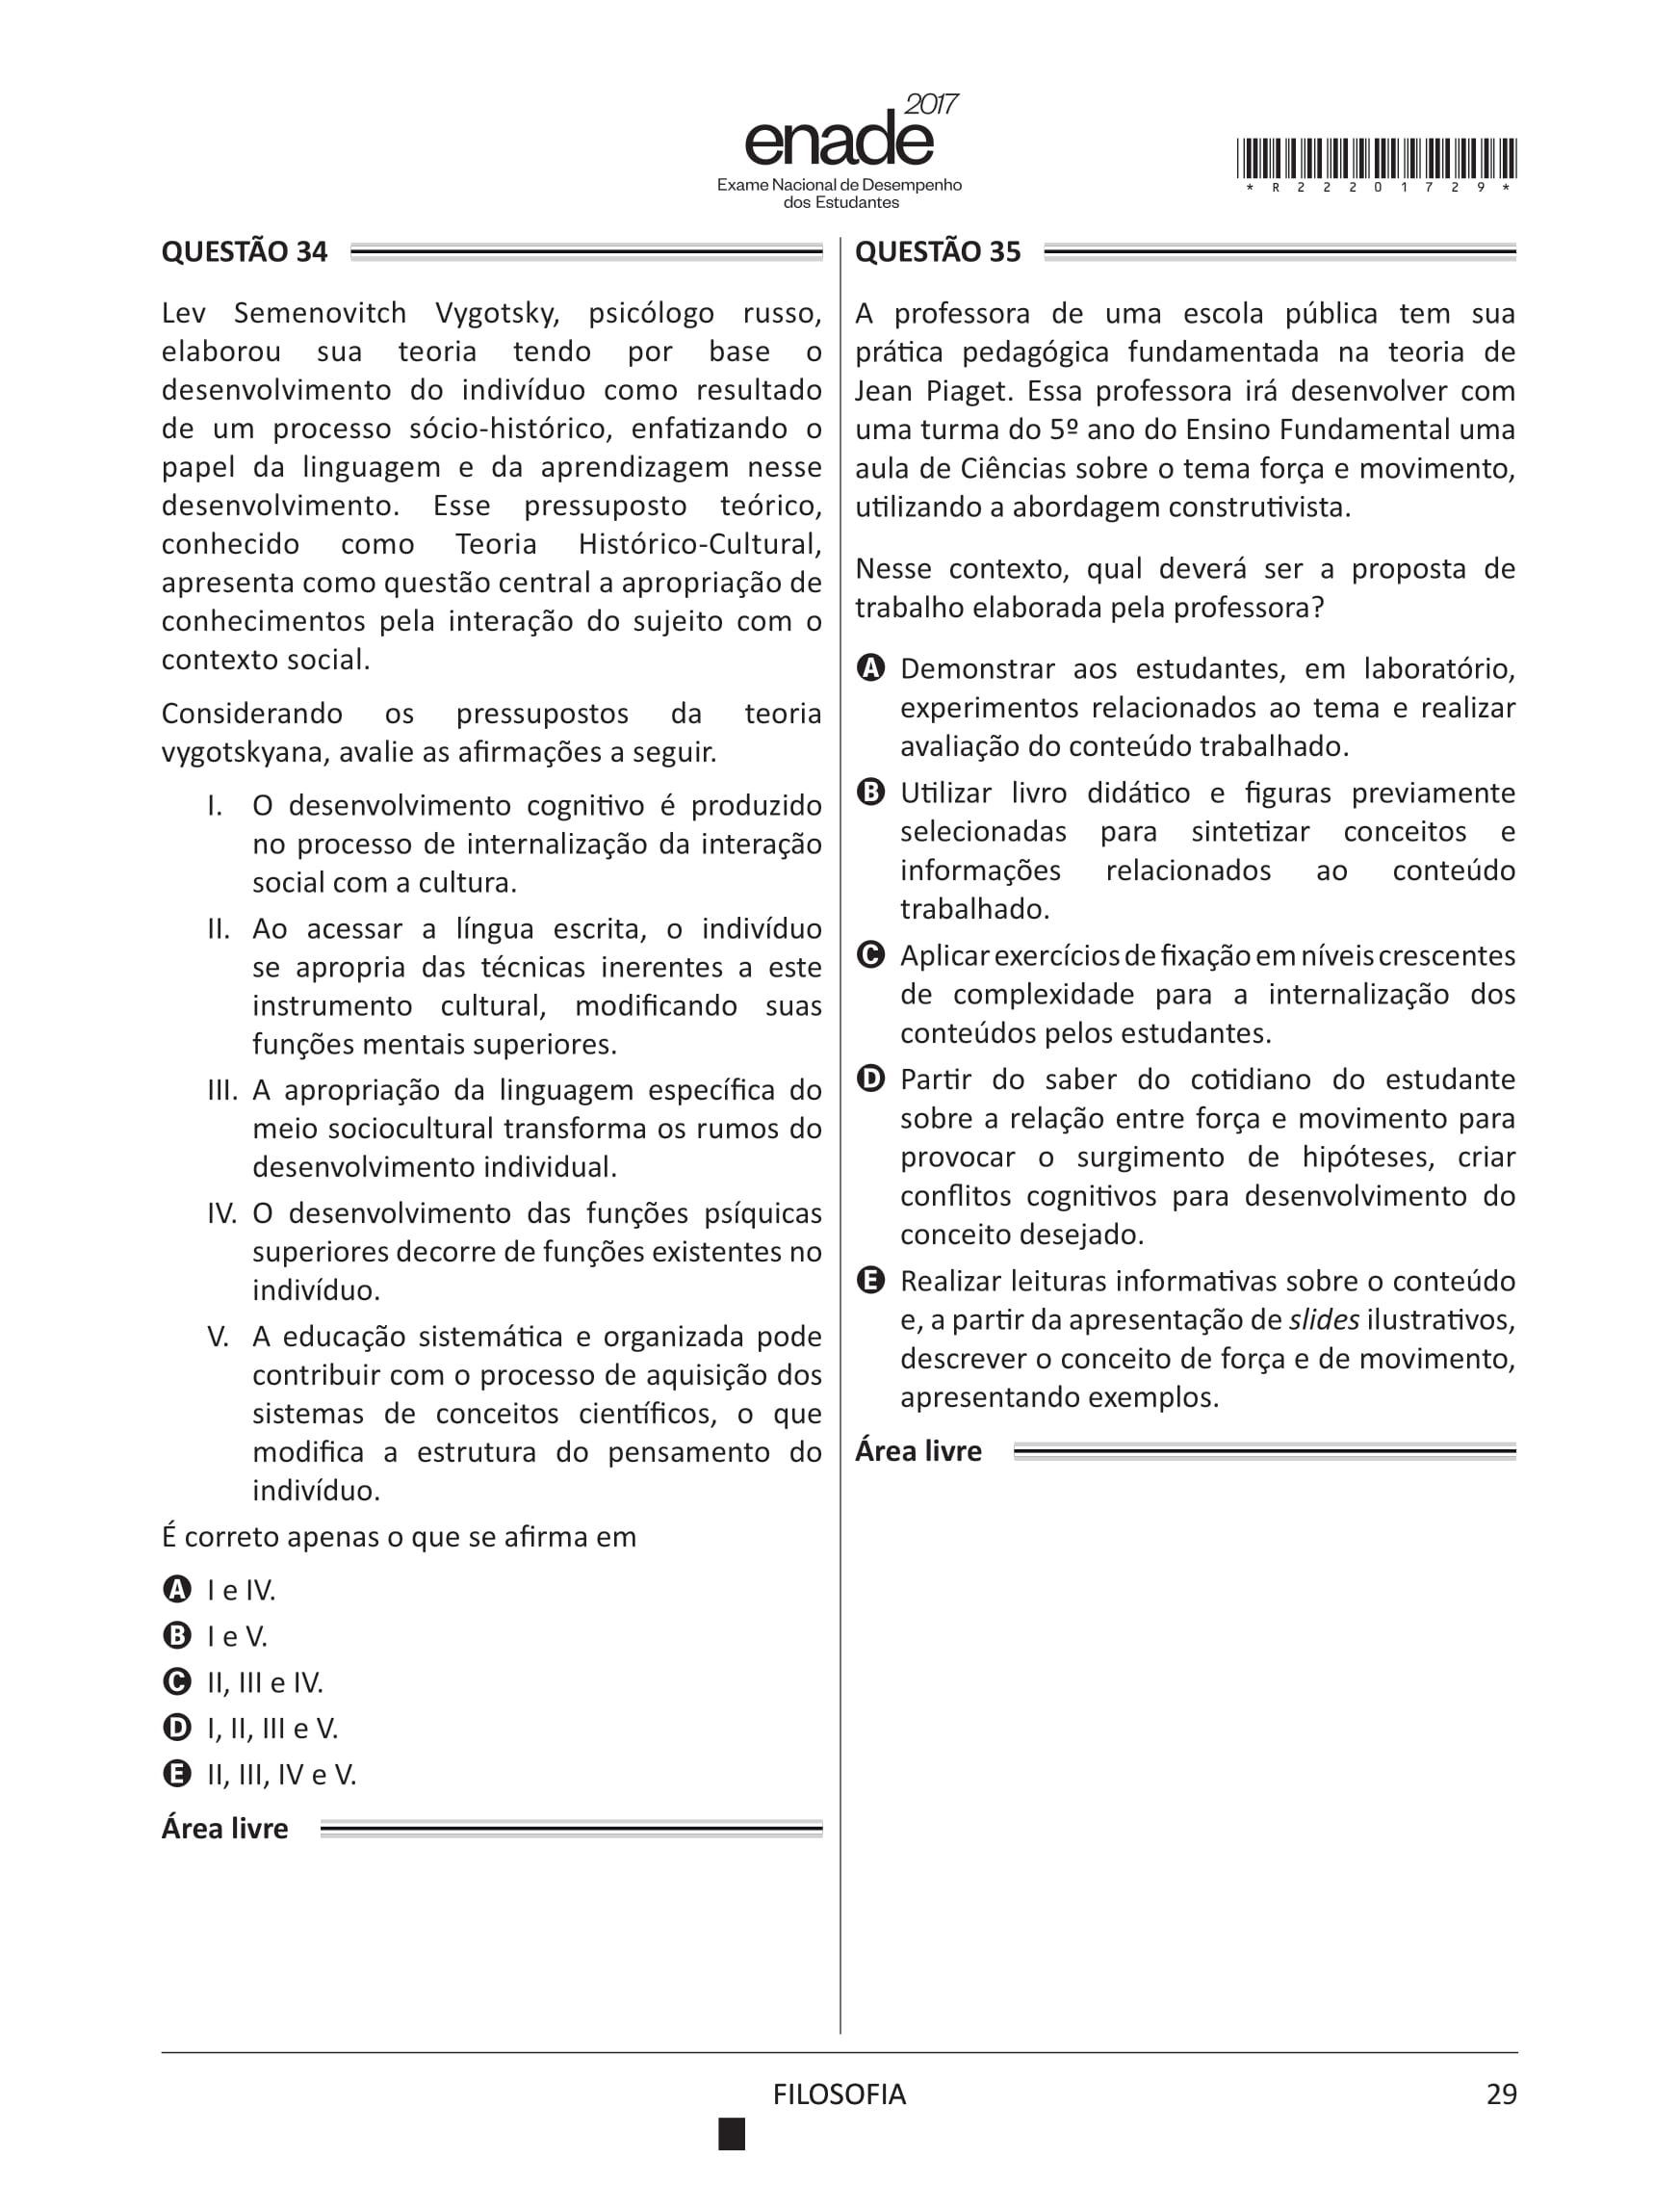 2017
enade
Exame Nacional de Desempenho
dos Estudantes
* R 2 2 2 0 1 7 2 9 *
QUESTÃO 34
Lev Semenovitch Vygotsky, psicólogo russo,
elaborou sua teoria tendo por base o
desenvolvimento do indivíduo como resultado
de um processo sócio-histórico, enfatizando o
papel da linguagem e da aprendizagem nesse
desenvolvimento. Esse pressuposto teórico,
conhecido como Teoria Histórico-Cultural,
apresenta como questão central a apropriação de
conhecimentos pela interação do sujeito com o
contexto social.
Considerando os pressupostos da teoria
vygotskyana, avalie as afirmações a seguir.
I. O desenvolvimento cognitivo é produzido
no processo de internalização da interação
social com a cultura.
II. Ao acessar a língua escrita, o indivíduo
se apropria das técnicas inerentes a este
instrumento cultural, modificando suas
funções mentais superiores.
III. A apropriação da linguagem específica do
meio sociocultural transforma os rumos do
desenvolvimento individual.
IV. O desenvolvimento das funções psíquicas
superiores decorre de funções existentes no
indivíduo.
V. A educação sistemática e organizada pode
contribuir com o processo de aquisição dos
sistemas de conceitos científicos, o que
modifica a estrutura do pensamento do
indivíduo.
É correto apenas o que se afirma em
A I e IV.
B I e V.
C II, III e IV.
D I, II, III e V.
E II, III, IV e V.
Área livre
QUESTÃO 35
A professora de uma escola pública tem sua
prática pedagógica fundamentada na teoria de
Jean Piaget. Essa professora irá desenvolver com
uma turma do 5º ano do Ensino Fundamental uma
aula de Ciências sobre o tema força e movimento,
utilizando a abordagem construtivista.
Nesse contexto, qual deverá ser a proposta de
trabalho elaborada pela professora?
A Demonstrar aos estudantes, em laboratório,
experimentos relacionados ao tema e realizar
avaliação do conteúdo trabalhado.
B Utilizar livro didático e figuras previamente
selecionadas para sintetizar conceitos e
informações relacionados ao conteúdo
trabalhado.
C Aplicar exercícios de fixação em níveis crescentes
de complexidade para a internalização dos
conteúdos pelos estudantes.
D Partir do saber do cotidiano do estudante
sobre a relação entre força e movimento para
provocar o surgimento de hipóteses, criar
conflitos cognitivos para desenvolvimento do
conceito desejado.
E Realizar leituras informativas sobre o conteúdo
e, a partir da apresentação de slides ilustrativos,
descrever o conceito de força e de movimento,
apresentando exemplos.
Área livre
FILOSOFIA
29